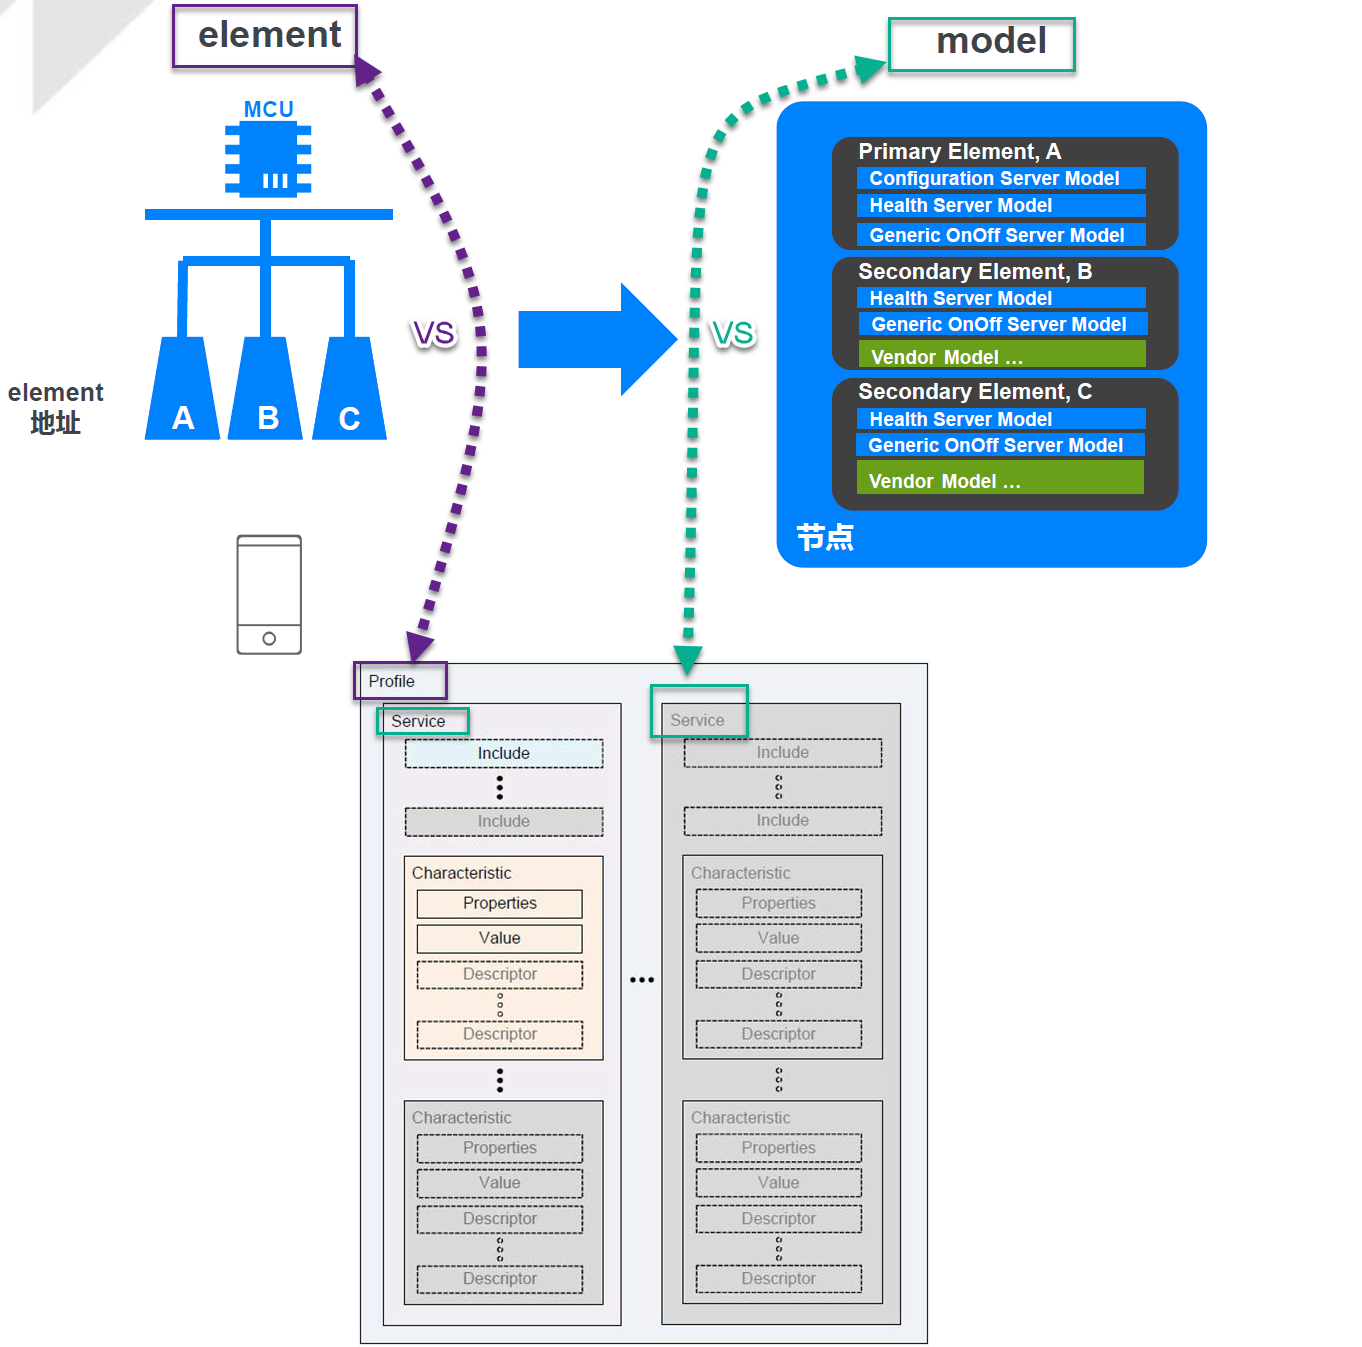 element
model
MCU
element
地址
A
B
C
VS
VS
Primary Element, A
Configuration Server Model
Health Server Model
Generic OnOff Server Model
Secondary Element, B
Health Server Model
Generic OnOff Server Model
Vendor Model ...
Secondary Element, C
Health Server Model
Generic OnOff Server Model
Vendor Model ...
节点
Profile
Service
Include
Include
Characteristic
Properties
Value
Descriptor
Descriptor
Characteristic
Properties
Value
Descriptor
Descriptor
Service
Include
Include
Characteristic
Properties
Value
Descriptor
Descriptor
Characteristic
Properties
Value
Descriptor
Descriptor